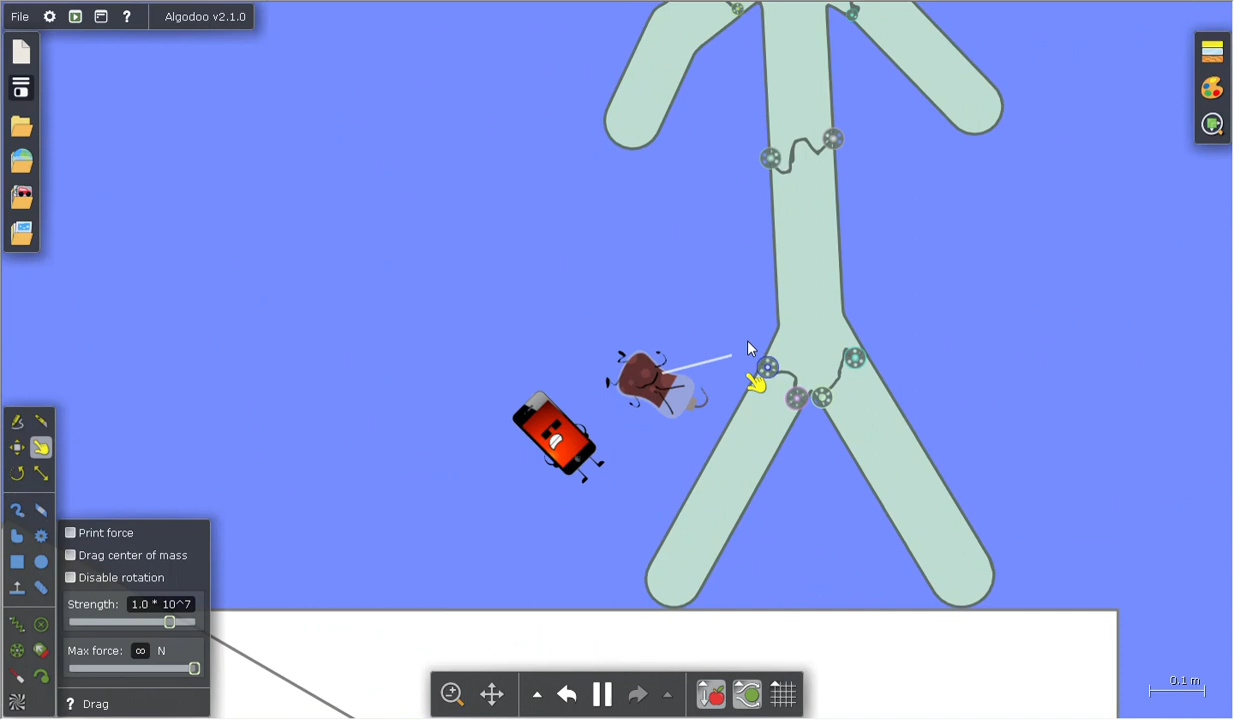 File
?
Algodoo v2.1.0
Print force
Drag center of mass
Disable rotation
Strength: 1.0 * 10^7
Max force: ∞ N
? Drag
0.1 m